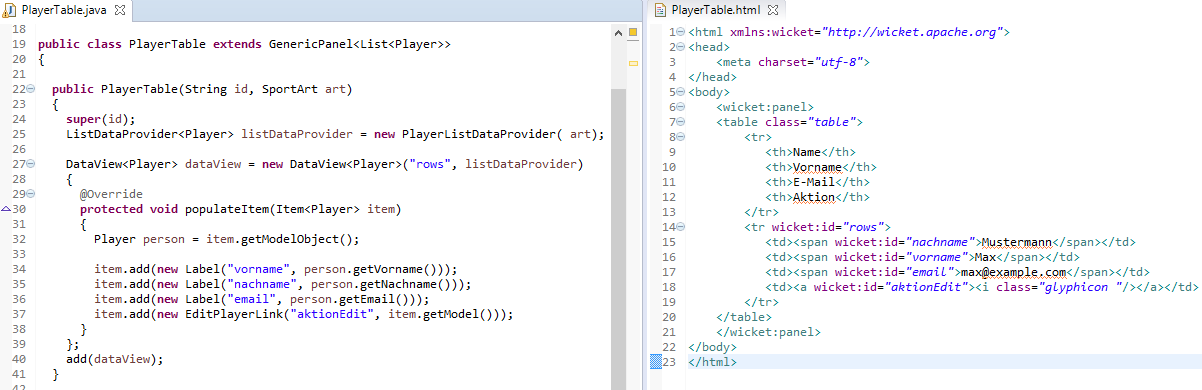 PlayerTable.java
18
19 public class PlayerTable extends GenericPanel<List<Player>>
20 {
21
22 public PlayerTable(String id, SportArt art)
23 {
24 super(id);
25 ListDataProvider<Player> listDataProvider = new PlayerListDataProvider( art);
26
27 DataView<Player> dataView = new DataView<Player>("rows", listDataProvider)
28 {
29 @Override
30 protected void populateItem(Item<Player> item)
31 {
32 Player person = item.getModelObject();
33
34 item.add(new Label("vorname", person.getVorname()));
35 item.add(new Label("nachname", person.getNachname()));
36 item.add(new Label("email", person.getEmail()));
37 item.add(new EditPlayerLink("aktionEdit", item.getModel()));
38 }
39 };
40 add(dataView);
41 }
42
PlayerTable.html
1 <html xmlns:wicket="http://wicket.apache.org">
2 <head>
3 <meta charset="utf-8">
4 </head>
5 <body>
6 <wicket:panel>
7 <table class="table">
8 <tr>
9 <th>Name</th>
10 <th>Vorname</th>
11 <th>E-Mail</th>
12 <th>Aktion</th>
13 </tr>
14 <tr wicket:id="rows">
15 <td><span wicket:id="nachname">Mustermann</span></td>
16 <td><span wicket:id="vorname">Max</span></td>
17 <td><span wicket:id="email">max@example.com</span></td>
18 <td><a wicket:id="aktionEdit"><i class="glyphicon "/></a></td>
19 </tr>
20 </table>
21 </wicket:panel>
22 </body>
23 </html>